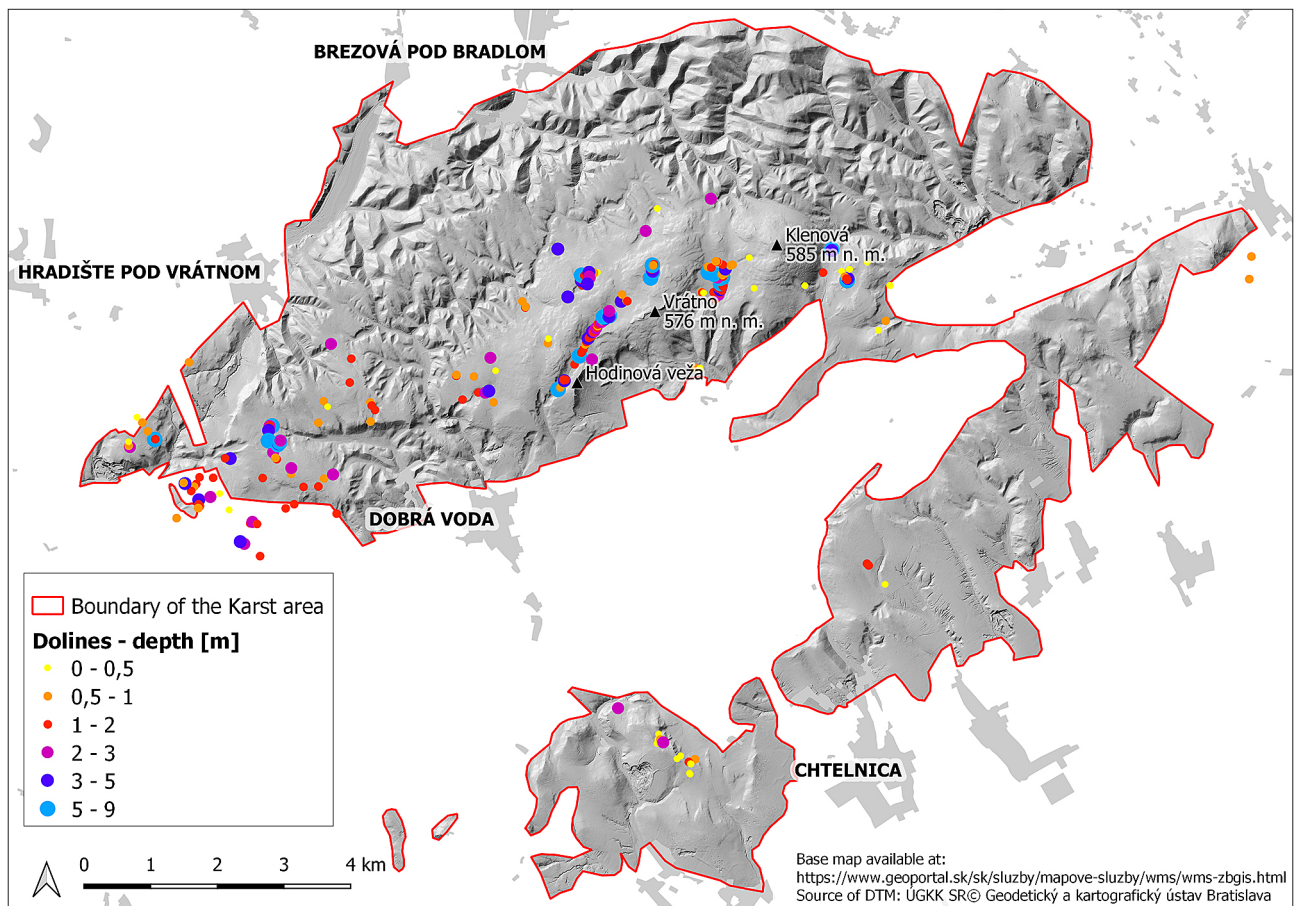 BREZOVÁ POD BRADLOM
Klenová
585 m n. m.
HRADIŠTE POD VRÁTNOM
Vrátno
576 m n. m.
Hodinová veža
DOBRÁ VODA
Boundary of the Karst area
Dolines - depth [m]
0 - 0,5
0,5 - 1
1 - 2
2 - 3
3 - 5
5 - 9
CHTELNICA
0 1 2 3 4 km
Base map available at:
https://www.geoportal.sk/sk/sluzby/mapove-sluzby/wms/wms-zbgis.html
Source of DTM: ÚGKK SR© Geodetický a kartografický ústav Bratislava